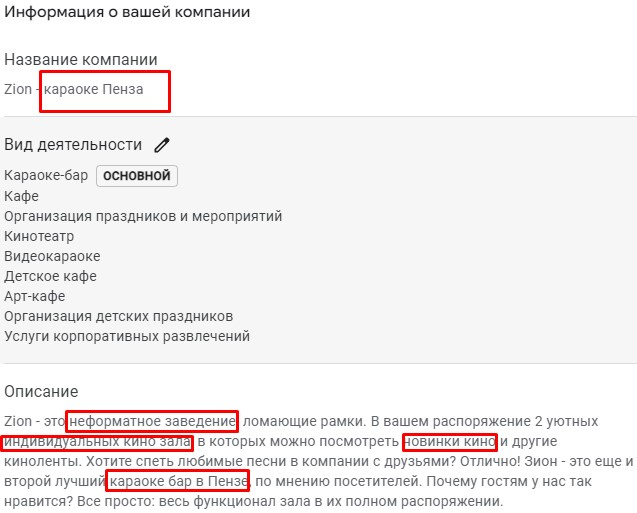 Информация о вашей компании
Название компании
Zion - караоке Пенза
Вид деятельности
Караоке-бар ОСНОВНОЙ
Кафе
Организация праздников и мероприятий
Кинотеатр
Видеокараоке
Детское кафе
Арт-кафе
Организация детских праздников
Услуги корпоративных развлечений
Описание
Zion - это неформатное заведение, ломающие рамки. В вашем распоряжение 2 уютных
индивидуальных кино зала, в которых можно посмотреть новинки кино и другие
киноленты. Хотите спеть любимые песни в компании с друзьями? Отлично! Зион - это еще и
второй лучший караоке бар в Пензе, по мнению посетителей. Почему гостям у нас так
нравится? Все просто: весь функционал зала в их полном распоряжении.